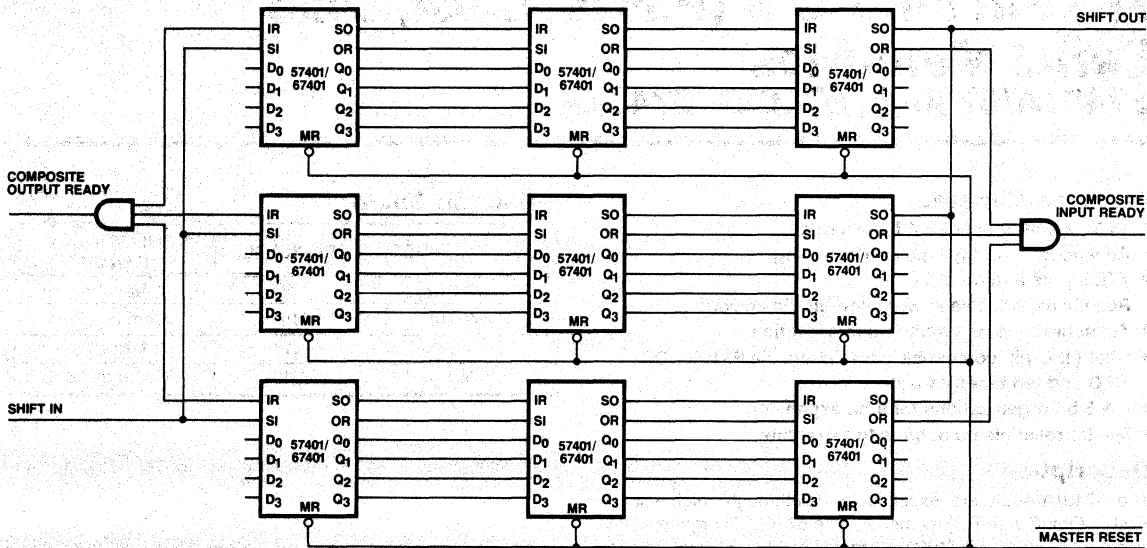 SHIFT OUT
IR SO IR SO IR SO
SI OR SI OR SI OR
D0 57401/ Q0 D0 57401/ Q0 D0 57401/ Q0
D1 67401 Q1 D1 67401 Q1 D1 67401 Q1
D2 Q2 D2 Q2 D2 Q2
D3 Q3 D3 Q3 D3 Q3
MR MR MR
COMPOSITE
OUTPUT READY
COMPOSITE
INPUT READY
IR SO IR SO IR SO
SI OR SI OR SI OR
D0 57401/ Q0 D0 57401/ Q0 D0 57401/ Q0
D1 67401 Q1 D1 67401 Q1 D1 67401 Q1
D2 Q2 D2 Q2 D2 Q2
D3 Q3 D3 Q3 D3 Q3
MR MR MR
SHIFT IN
IR SO IR SO IR SO
SI OR SI OR SI OR
D0 57401/ Q0 D0 57401/ Q0 D0 57401/ Q0
D1 67401 Q1 D1 67401 Q1 D1 67401 Q1
D2 Q2 D2 Q2 D2 Q2
D3 Q3 D3 Q3 D3 Q3
MR MR MR
MASTER RESET